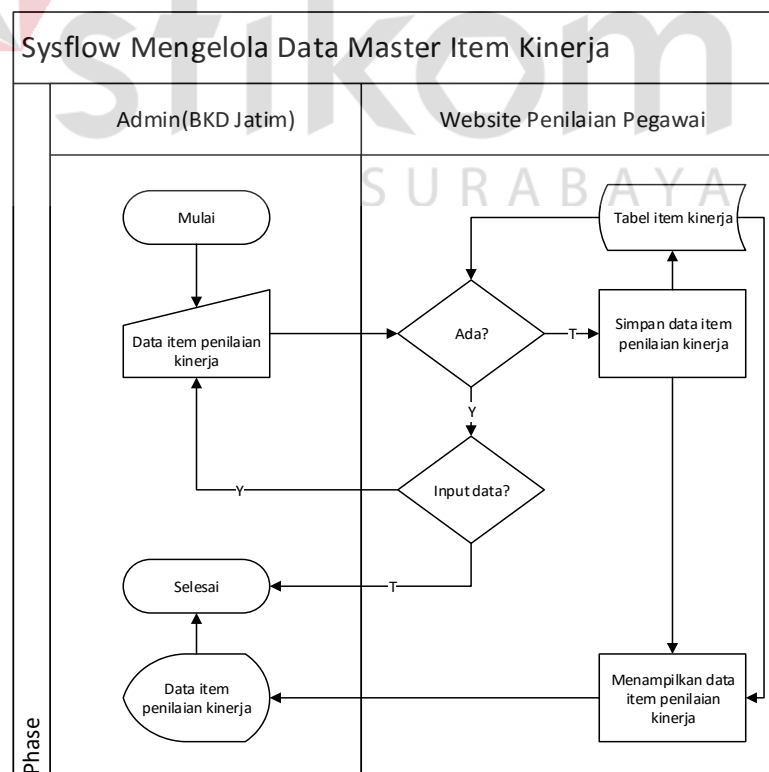 stikom
SURABAYA
Sysflow Mengelola Data Master Item Kinerja
Admin(BKD Jatim)
Website Penilaian Pegawai
Mulai
Tabel item kinerja
Data item penilaian
kinerja
Ada?
T
Simpan data item
penilaian kinerja
Y
Input data?
Y
Selesai
T
Data item
penilaian kinerja
Menampilkan data
item penilaian
kinerja
Phase